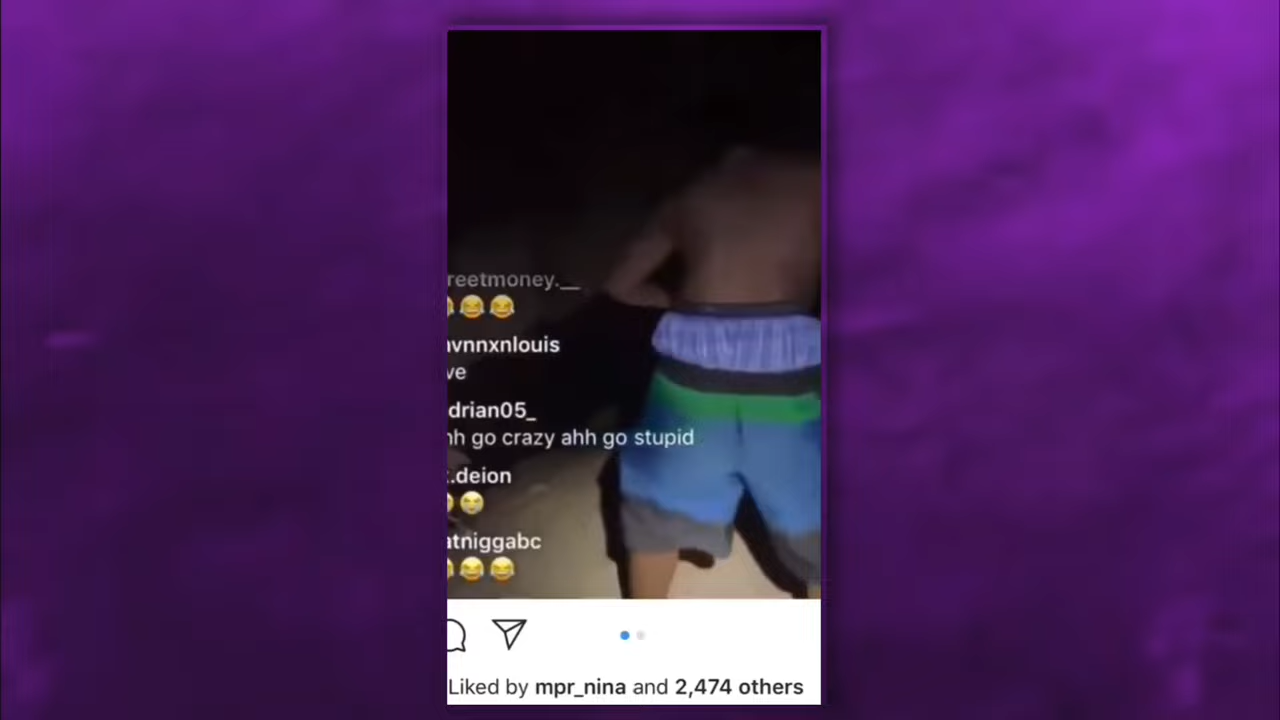 reetmoney.__
😂😂
vnnxnlouis
ve
drian05_
hh go crazy ahh go stupid
.deion
😂
atniggabc
😂😂
Liked by mpr_nina and 2,474 others